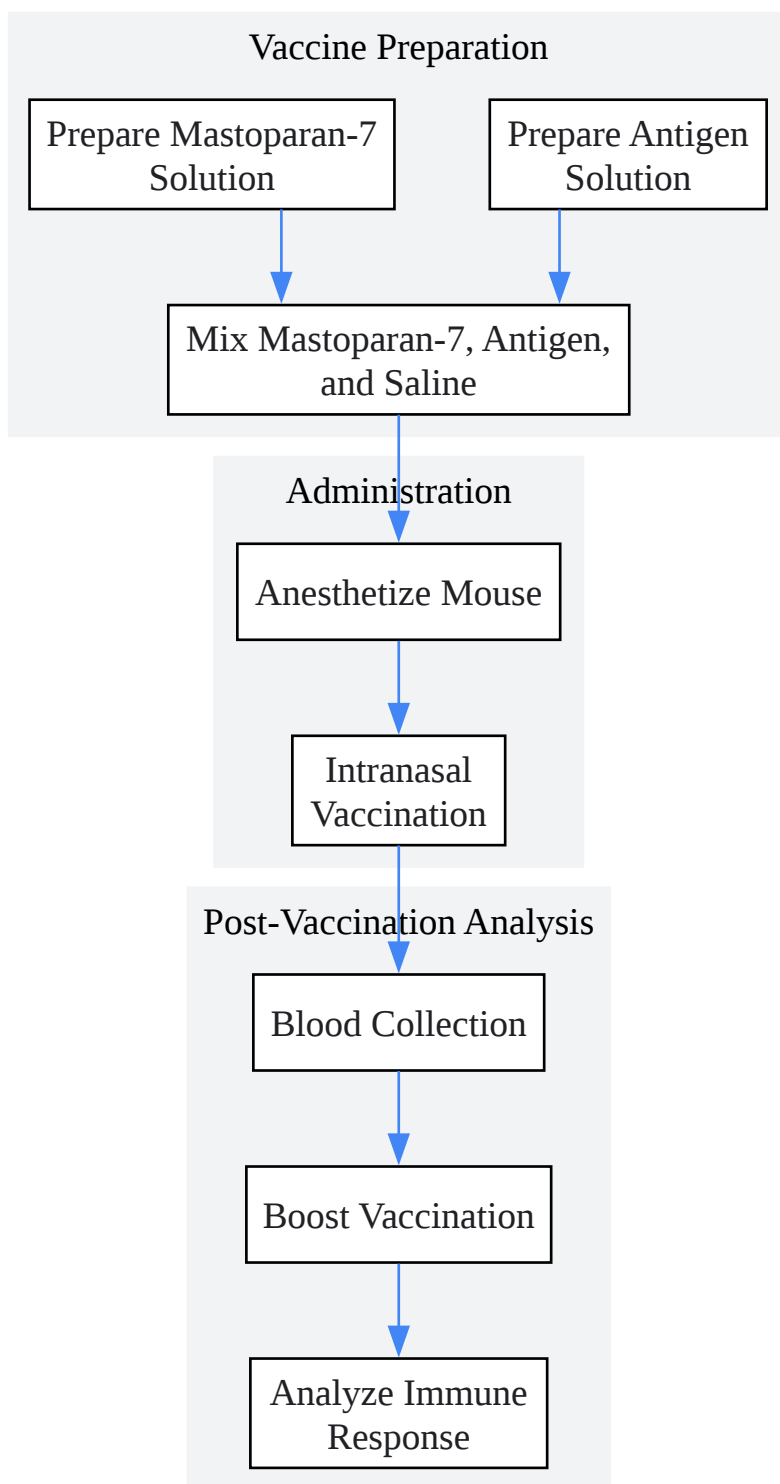 Vaccine Preparation
Prepare Mastoparan-7
Solution
Prepare Antigen
Solution
Mix Mastoparan-7, Antigen,
and Saline
Administration
Anesthetize Mouse
Intranasal
Vaccination
Post-Vaccination Analysis
Blood Collection
Boost Vaccination
Analyze Immune
Response